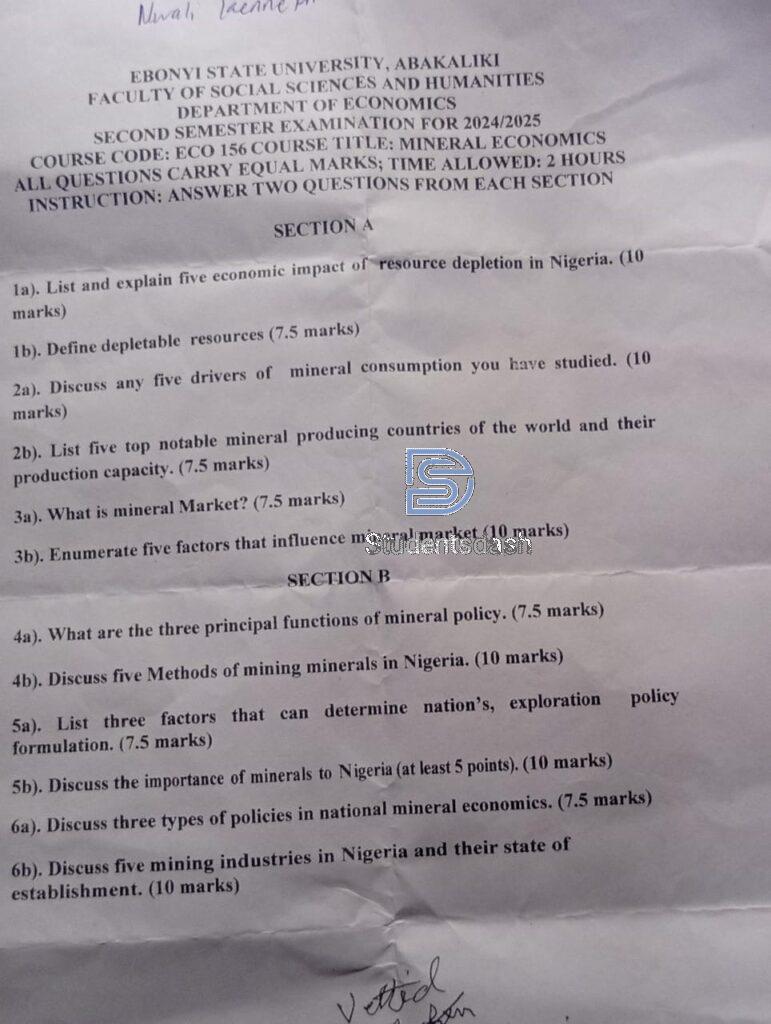 Nwali
EBONYI STATE UNIVERSITY, ABAKALIKI
FACULTY OF SOCIAL SCIENCES AND HUMANITIES
DEPARTMENT OF ECONOMICS
SECOND SEMESTER EXAMINATION FOR 2024/2025
COURSE CODE: ECO 156 COURSE TITLE: MINERAL ECONOMICS
ALL QUESTIONS CARRY EQUAL MARKS; TIME ALLOWED: 2 HOURS
INSTRUCTION: ANSWER TWO QUESTIONS FROM EACH SECTION
SECTION A
1a). List and explain five economic impact of resource depletion in Nigeria. (10
marks)
1b). Define depletable resources (7.5 marks)
2a). Discuss any five drivers of mineral consumption you have studied. (10
marks)
2b). List five top notable mineral producing countries of the world and their
production capacity. (7.5 marks)
3a). What is mineral Market? (7.5 marks)
3b). Enumerate five factors that influence mineral market (10 marks)
Studentsdash
SECTION B
4a). What are the three principal functions of mineral policy. (7.5 marks)
4b). Discuss five Methods of mining minerals in Nigeria. (10 marks)
5a). List three factors that can determine nation's, exploration policy
formulation. (7.5 marks)
5b). Discuss the importance of minerals to Nigeria (at least 5 points). (10 marks)
6a). Discuss three types of policies in national mineral economics. (7.5 marks)
6b). Discuss five mining industries in Nigeria and their state of
establishment. (10 marks)
Vetted